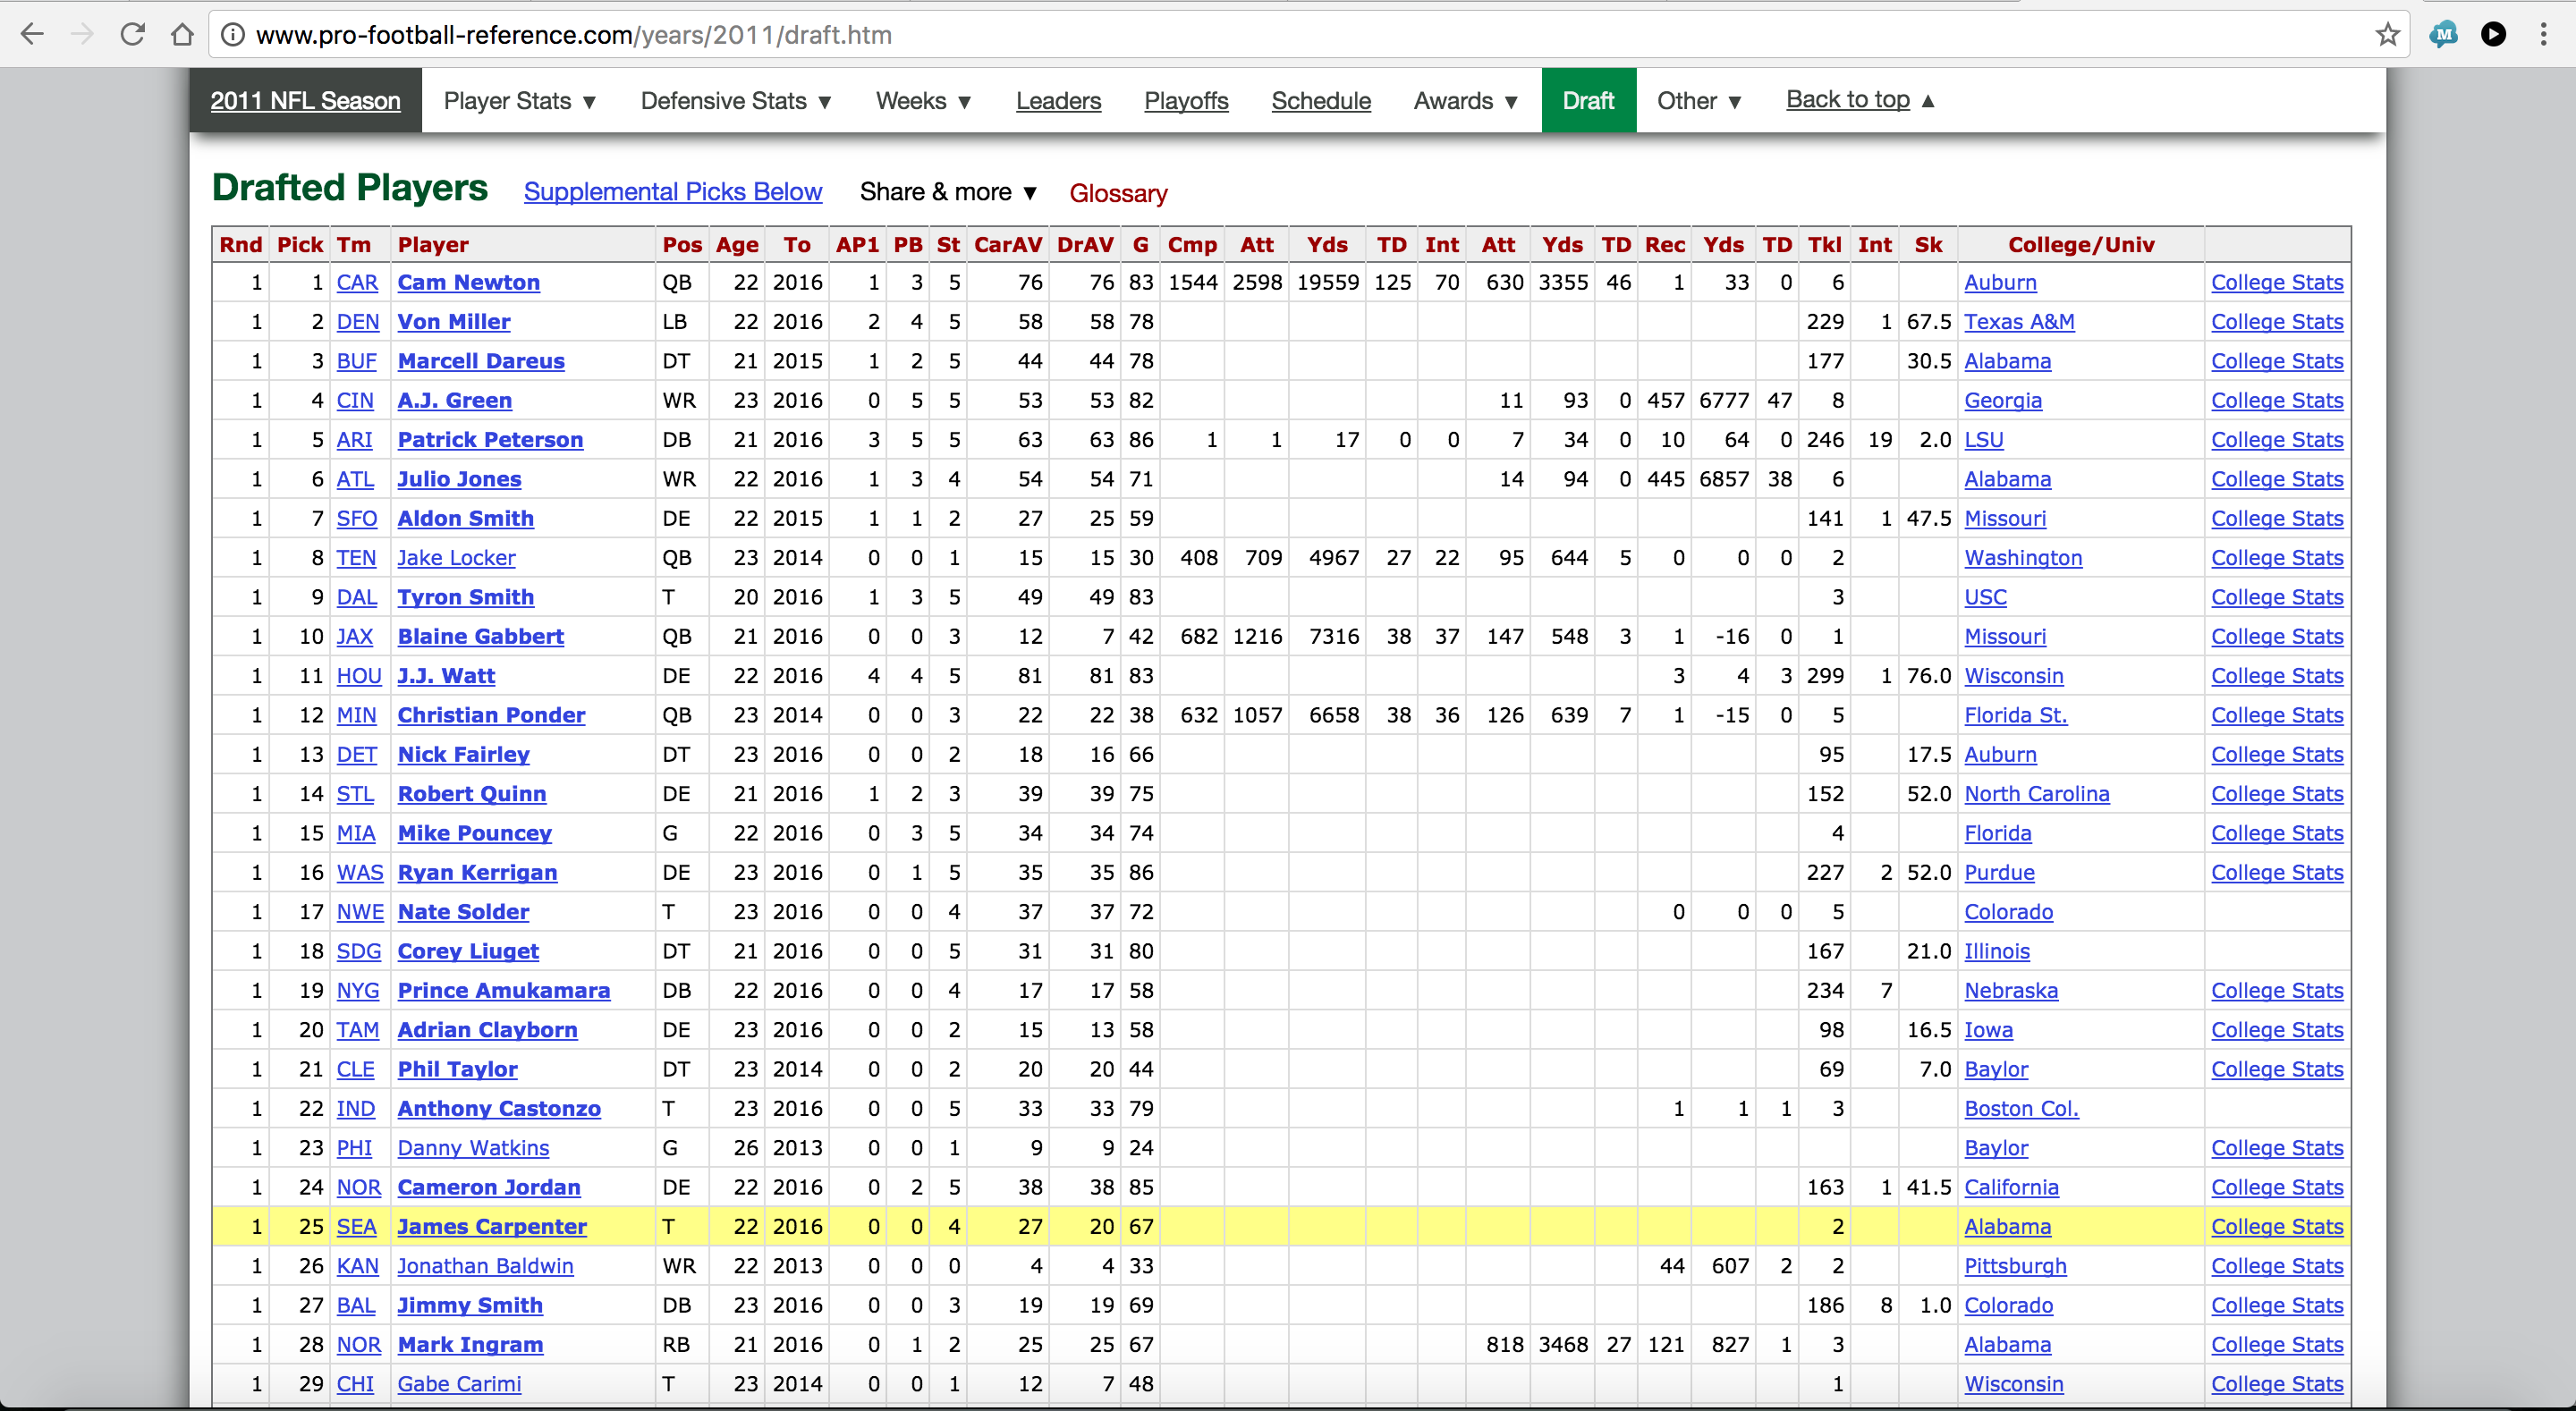 www.pro-football-reference.com/years/2011/draft.htm
2011 NFL Season Player Stats ▼ Defensive Stats ▼ Weeks ▼ Leaders Playoffs Schedule Awards ▼ Draft Other ▼ Back to top ▲
Drafted Players Supplemental Picks Below Share & more ▼ Glossary
Rnd Pick Tm Player Pos Age To AP1 PB St CarAV DrAV G Cmp Att Yds TD Int Att Yds TD Rec Yds TD Tkl Int Sk College/Univ
1 1 CAR Cam Newton QB 22 2016 1 3 5 76 76 83 1544 2598 19559 125 70 630 3355 46 1 33 0 6 Auburn College Stats
1 2 DEN Von Miller LB 22 2016 2 4 5 58 58 78 229 1 67.5 Texas A&M College Stats
1 3 BUF Marcell Dareus DT 21 2015 1 2 5 44 44 78 177 30.5 Alabama College Stats
1 4 CIN A.J. Green WR 23 2016 0 5 5 53 53 82 11 93 0 457 6777 47 8 Georgia College Stats
1 5 ARI Patrick Peterson DB 21 2016 3 5 5 63 63 86 1 1 17 0 0 7 34 0 10 64 0 246 19 2.0 LSU College Stats
1 6 ATL Julio Jones WR 22 2016 1 3 4 54 54 71 14 94 0 445 6857 38 6 Alabama College Stats
1 7 SFO Aldon Smith DE 22 2015 1 1 2 27 25 59 141 1 47.5 Missouri College Stats
1 8 TEN Jake Locker QB 23 2014 0 0 1 15 15 30 408 709 4967 27 22 95 644 5 0 0 0 2 Washington College Stats
1 9 DAL Tyron Smith T 20 2016 1 3 5 49 49 83 3 USC College Stats
1 10 JAX Blaine Gabbert QB 21 2016 0 0 3 12 7 42 682 1216 7316 38 37 147 548 3 1 -16 0 1 Missouri College Stats
1 11 HOU J.J. Watt DE 22 2016 4 4 5 81 81 83 3 4 3 299 1 76.0 Wisconsin College Stats
1 12 MIN Christian Ponder QB 23 2014 0 0 3 22 22 38 632 1057 6658 38 36 126 639 7 1 -15 0 5 Florida St. College Stats
1 13 DET Nick Fairley DT 23 2016 0 0 2 18 16 66 95 17.5 Auburn College Stats
1 14 STL Robert Quinn DE 21 2016 1 2 3 39 39 75 152 52.0 North Carolina College Stats
1 15 MIA Mike Pouncey G 22 2016 0 3 5 34 34 74 4 Florida College Stats
1 16 WAS Ryan Kerrigan DE 23 2016 0 1 5 35 35 86 227 2 52.0 Purdue College Stats
1 17 NWE Nate Solder T 23 2016 0 0 4 37 37 72 0 0 0 5 Colorado
1 18 SDG Corey Liuget DT 21 2016 0 0 5 31 31 80 167 21.0 Illinois
1 19 NYG Prince Amukamara DB 22 2016 0 0 4 17 17 58 234 7 Nebraska College Stats
1 20 TAM Adrian Clayborn DE 23 2016 0 0 2 15 13 58 98 16.5 Iowa College Stats
1 21 CLE Phil Taylor DT 23 2014 0 0 2 20 20 44 69 7.0 Baylor College Stats
1 22 IND Anthony Castonzo T 23 2016 0 0 5 33 33 79 1 1 1 3 Boston Col.
1 23 PHI Danny Watkins G 26 2013 0 0 1 9 9 24 Baylor College Stats
1 24 NOR Cameron Jordan DE 22 2016 0 2 5 38 38 85 163 1 41.5 California College Stats
1 25 SEA James Carpenter T 22 2016 0 0 4 27 20 67 2 Alabama College Stats
1 26 KAN Jonathan Baldwin WR 22 2013 0 0 0 4 4 33 44 607 2 2 Pittsburgh College Stats
1 27 BAL Jimmy Smith DB 23 2016 0 0 3 19 19 69 186 8 1.0 Colorado College Stats
1 28 NOR Mark Ingram RB 21 2016 0 1 2 25 25 67 818 3468 27 121 827 1 3 Alabama College Stats
1 29 CHI Gabe Carimi T 23 2014 0 0 1 12 7 48 1 Wisconsin College Stats